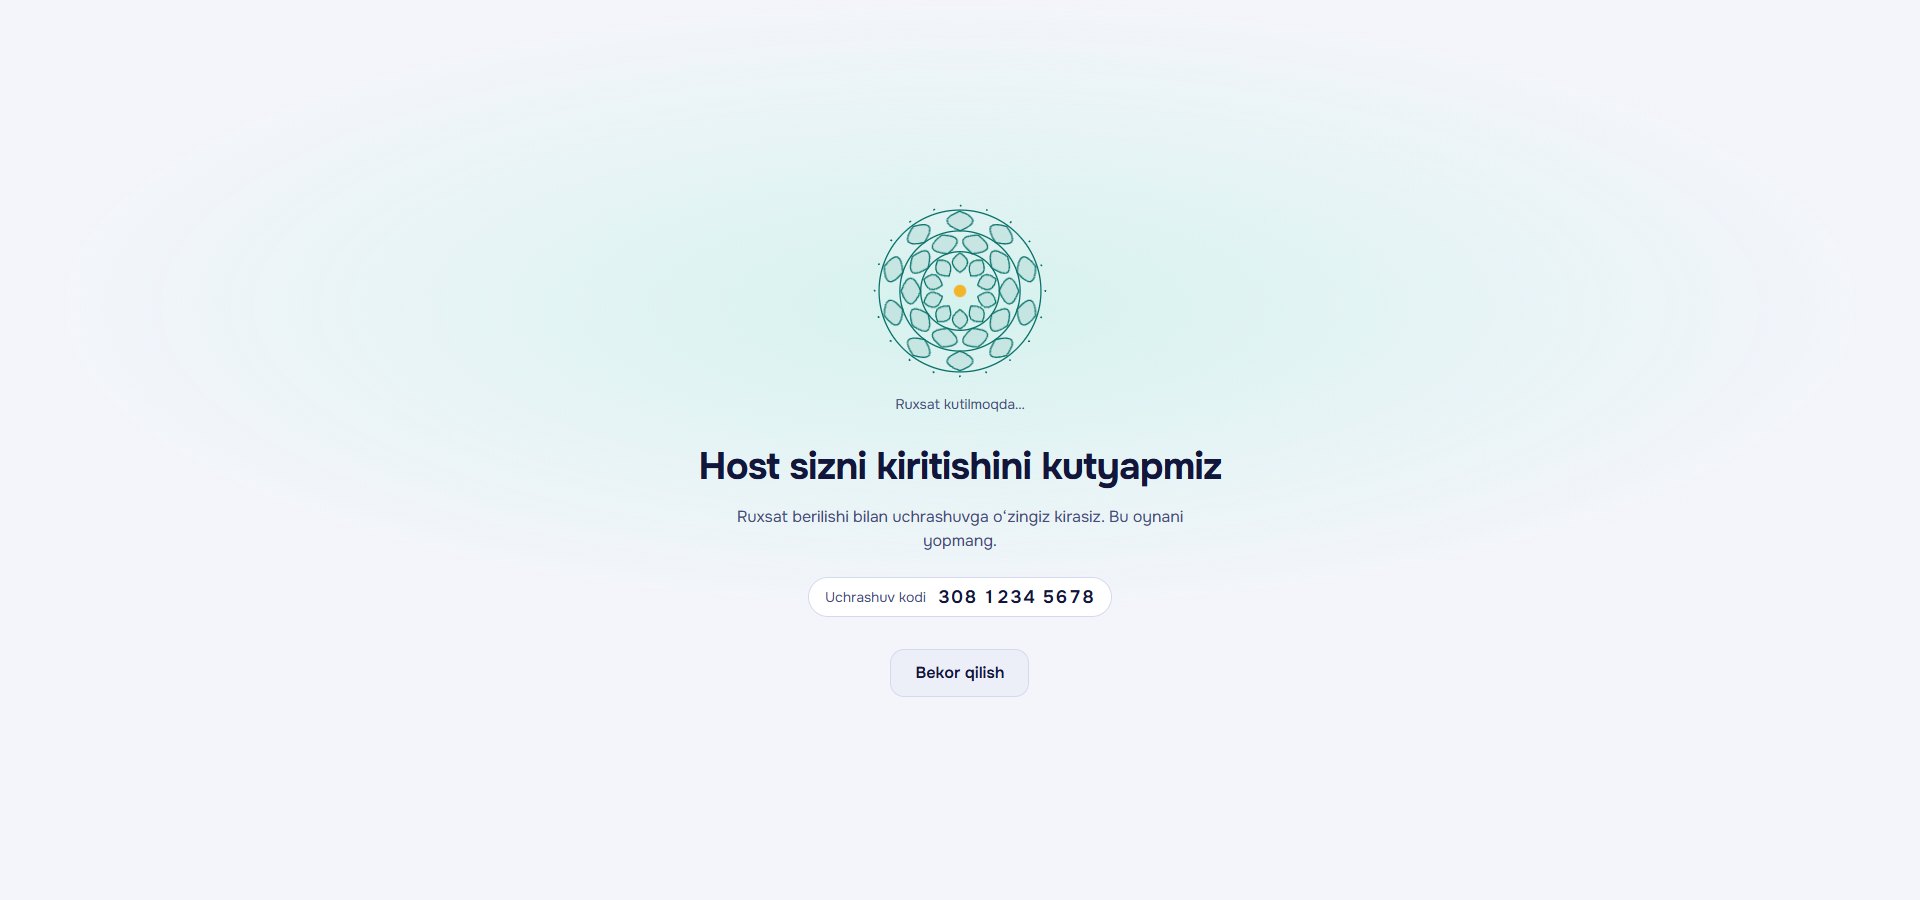 Ruxsat kutilmoqda...
Host sizni kiritishini kutyapmiz
Ruxsat berilishi bilan uchrashuvga oʻzingiz kirasiz. Bu oynani
yopmang.
Uchrashuv kodi 308 1234 5678
Bekor qilish